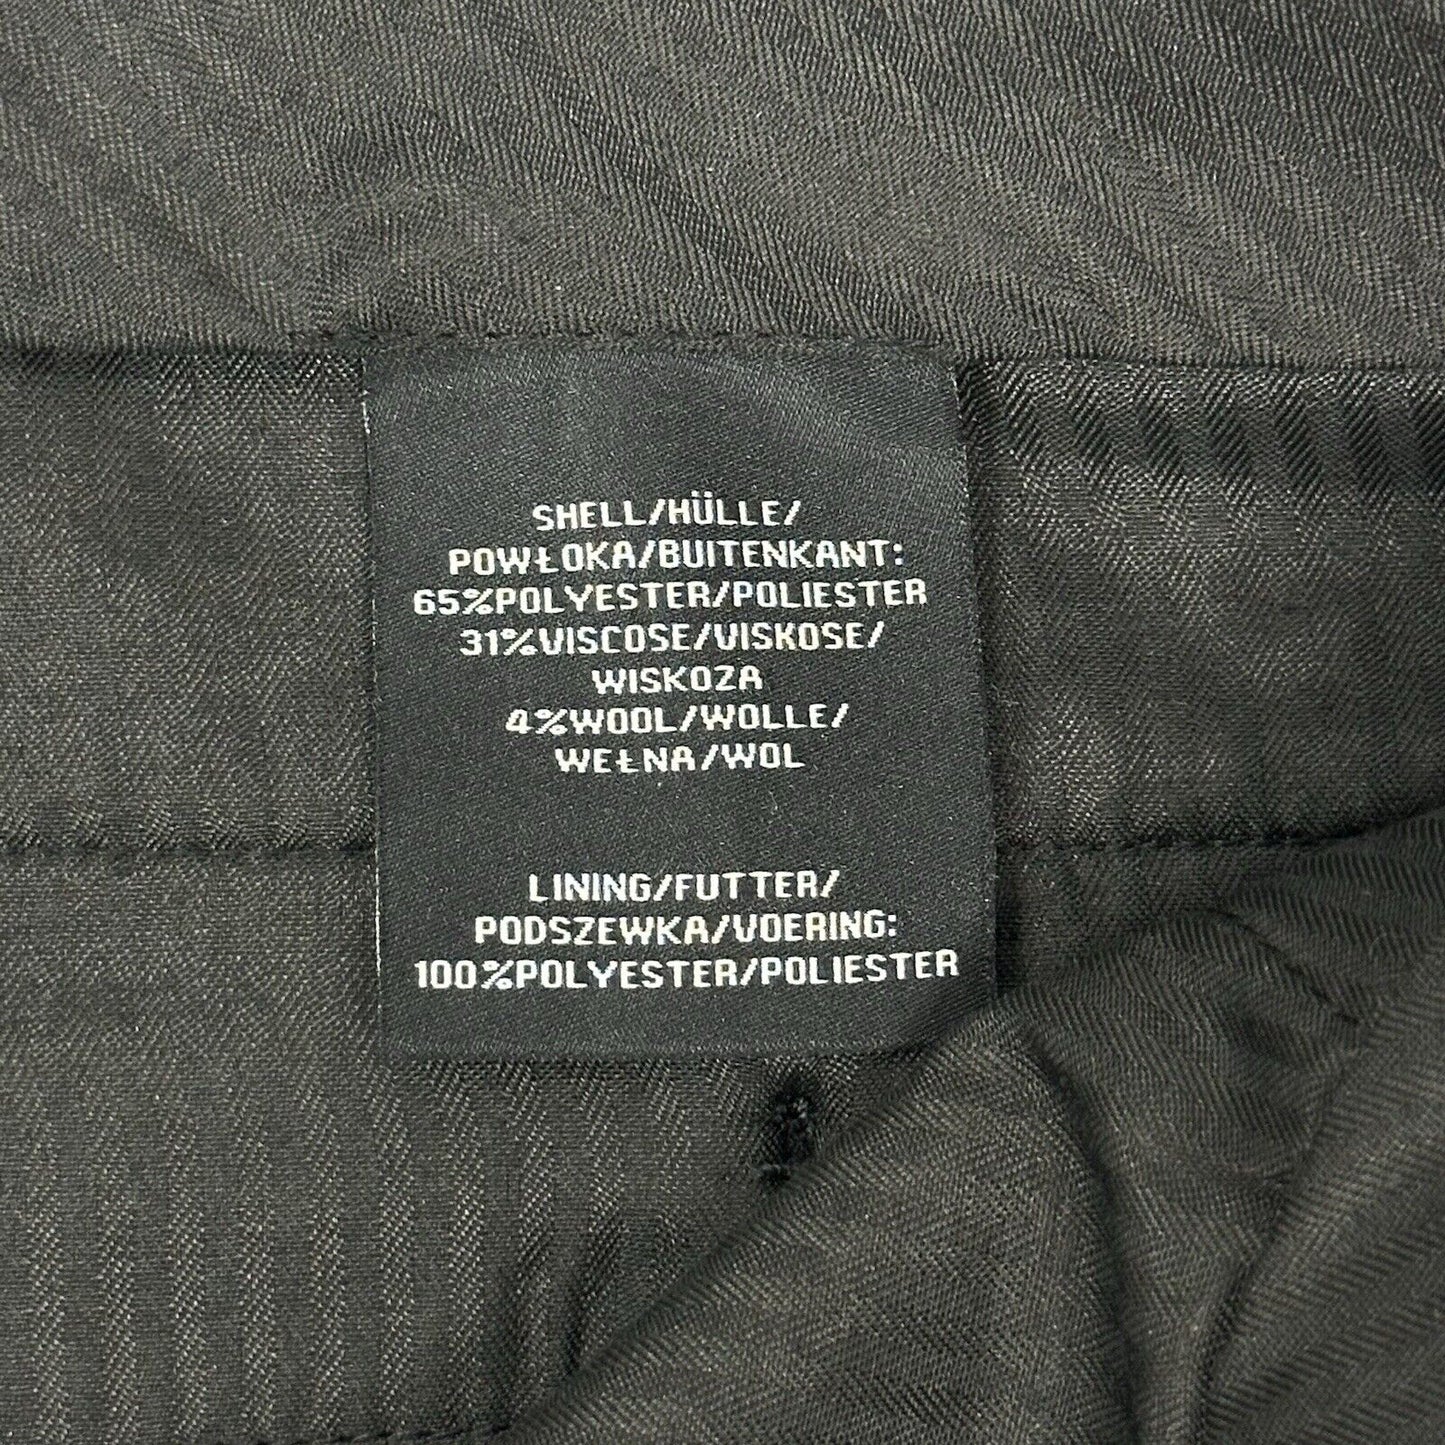 SHELL/HÜLLE/
POWŁOKA/BUITENKANT:
65%POLYESTER/POLIESTER
31%VISCOSE/VISKOSE/
WISKOZA
4%WOOL/WOLLE/
WEŁNA/WOL
LINING/FUTTER/
PODSZEWKA/VOERING:
100%POLYESTER/POLIESTER